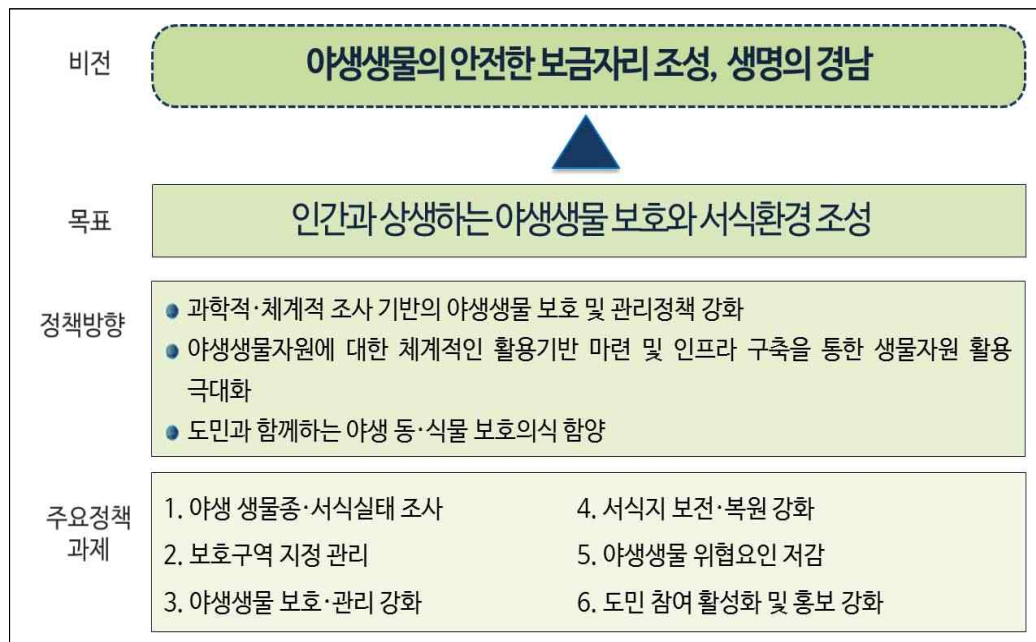 비전
야생생물의 안전한 보금자리 조성, 생명의 경남
목표
인간과 상생하는 야생생물 보호와 서식환경 조성
정책방향
과학적·체계적 조사 기반의 야생생물 보호 및 관리정책 강화
야생생물자원에 대한 체계적인 활용기반 마련 및 인프라 구축을 통한 생물자원 활용
극대화
도민과 함께하는 야생 동·식물 보호의식 함양
주요정책
과제
1. 야생 생물종·서식실태 조사
2. 보호구역 지정 관리
3. 야생생물 보호·관리 강화
4. 서식지 보전·복원 강화
5. 야생생물 위협요인 저감
6. 도민 참여 활성화 및 홍보 강화